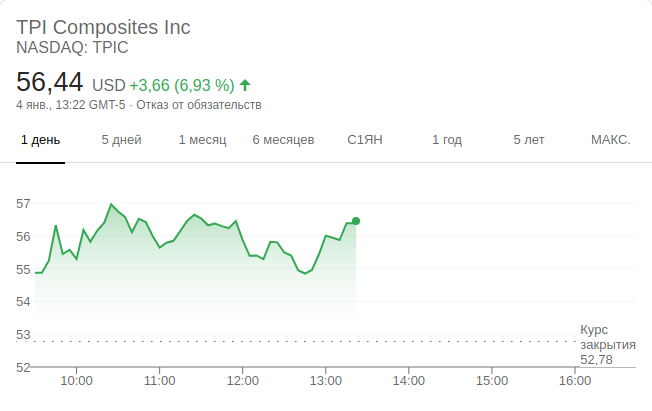 TPI Composites Inc
NASDAQ: TPIC
56,44 USD +3,66 (6,93 %)
4 янв., 13:22 GMT-5 · Отказ от обязательств
1 день 5 дней 1 месяц 6 месяцев С1ЯН 1 год 5 лет МАКС.
57
56
55
54
53
52
Курс
закрытия
52,78
10:00 11:00 12:00 13:00 14:00 15:00 16:00